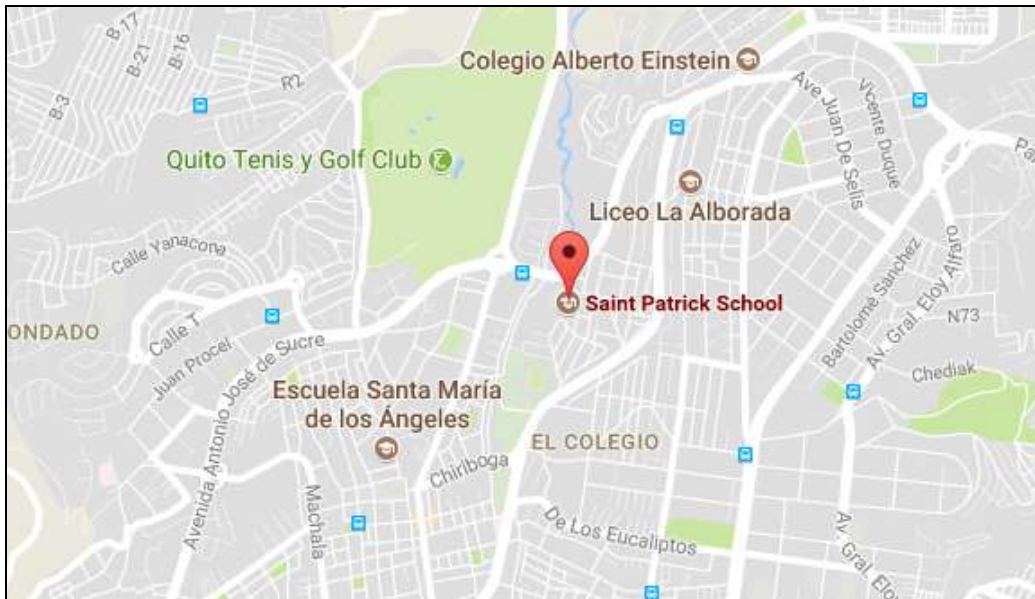 B-17
B-21
B-16
B-3
R2
Colegio Alberto Einstein
Ave Juan De Selis
Vicente Duque
Quito Tenis y Golf Club
Liceo La Alborada
Calle Yanacona
Saint Patrick School
Bartolomé Sánchez
Av. Gral. Eloy Alfaro
N73
ONDADO
Calle T
Juan Procel
Chediak
Avenida Antonio José de Sucre
Escuela Santa María
de los Ángeles
EL COLEGIO
Chiriboga
Machala
De Los Eucaliptos
Av. Gral. Eloy